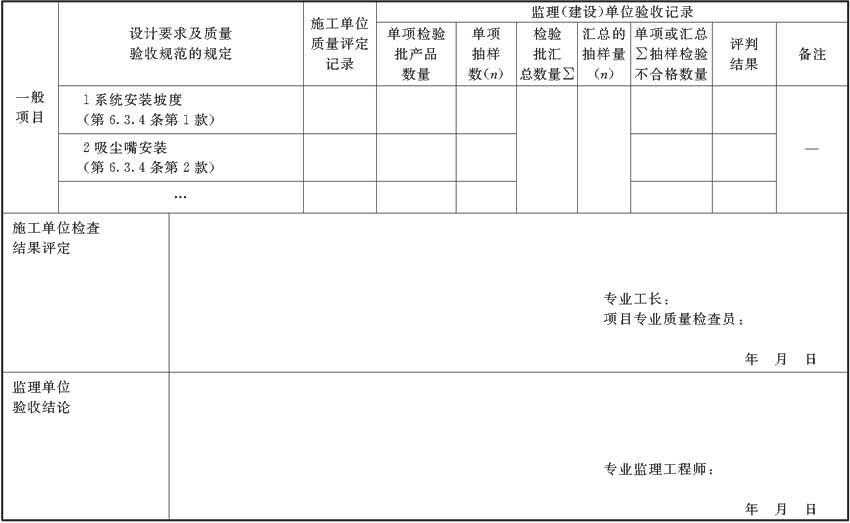 一般
项目
设计要求及质量
验收规范的规定
施工单位
质量评定
记录
监理(建设)单位验收记录
单项检验
批产品
数量
单项
抽样
数(n)
检验
批汇
总数量∑
汇总的
抽样量
(n)
单项或汇总
∑抽样检验
不合格数量
评判
结果
备注
1 系统安装坡度
(第 6.3.4 条第 1 款)
2 吸尘嘴安装
(第 6.3.4 条第 2 款)
—
…
施工单位检查
结果评定
专业工长:
项目专业质量检查员:
年 月 日
监理单位
验收结论
专业监理工程师:
年 月 日